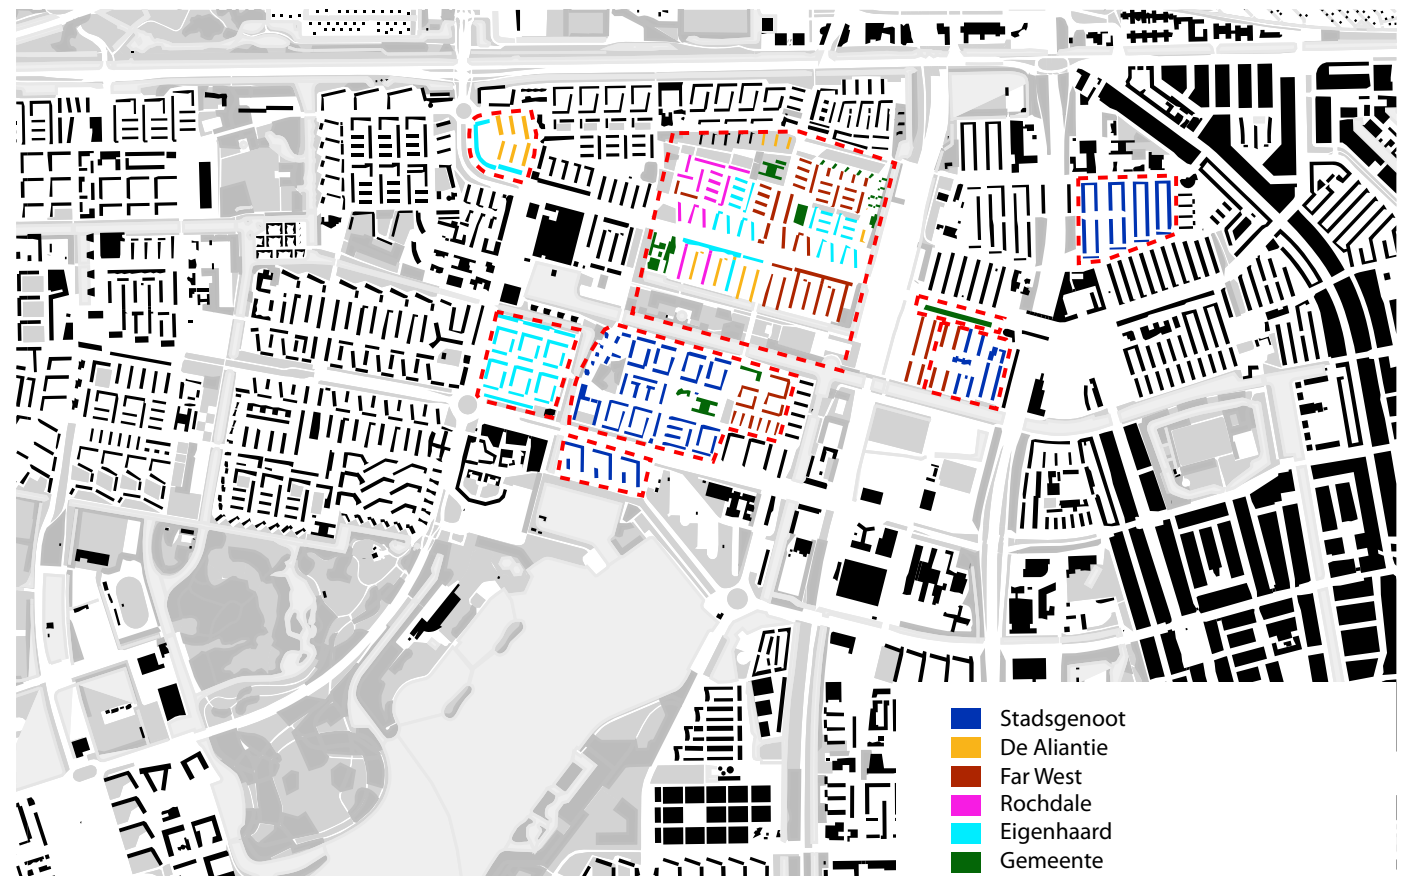 Stadsgenoot
De Aliantie
Far West
Rochdale
Eigenhaard
Gemeente